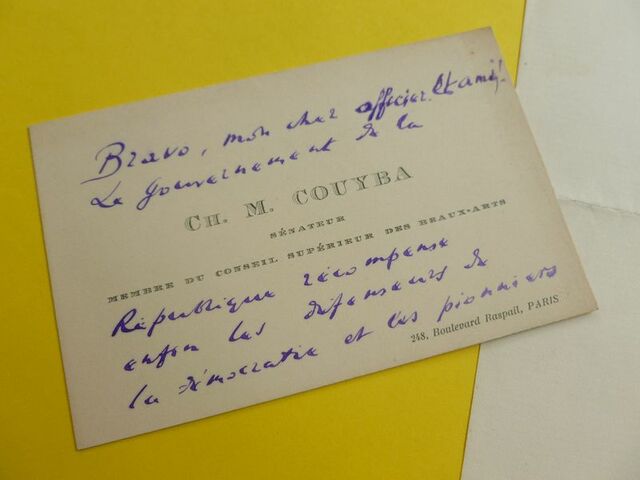 Bravo, mon cher officier. Et ami!
Le Gouvernement de la
CH. M. COUYBA
SÉNATEUR
MEMBRE DU CONSEIL SUPÉRIEUR DES BEAUX-ARTS
République récompense
enfin les défenseurs de
la démocratie et les pionniers
248, Boulevard Raspail, PARIS